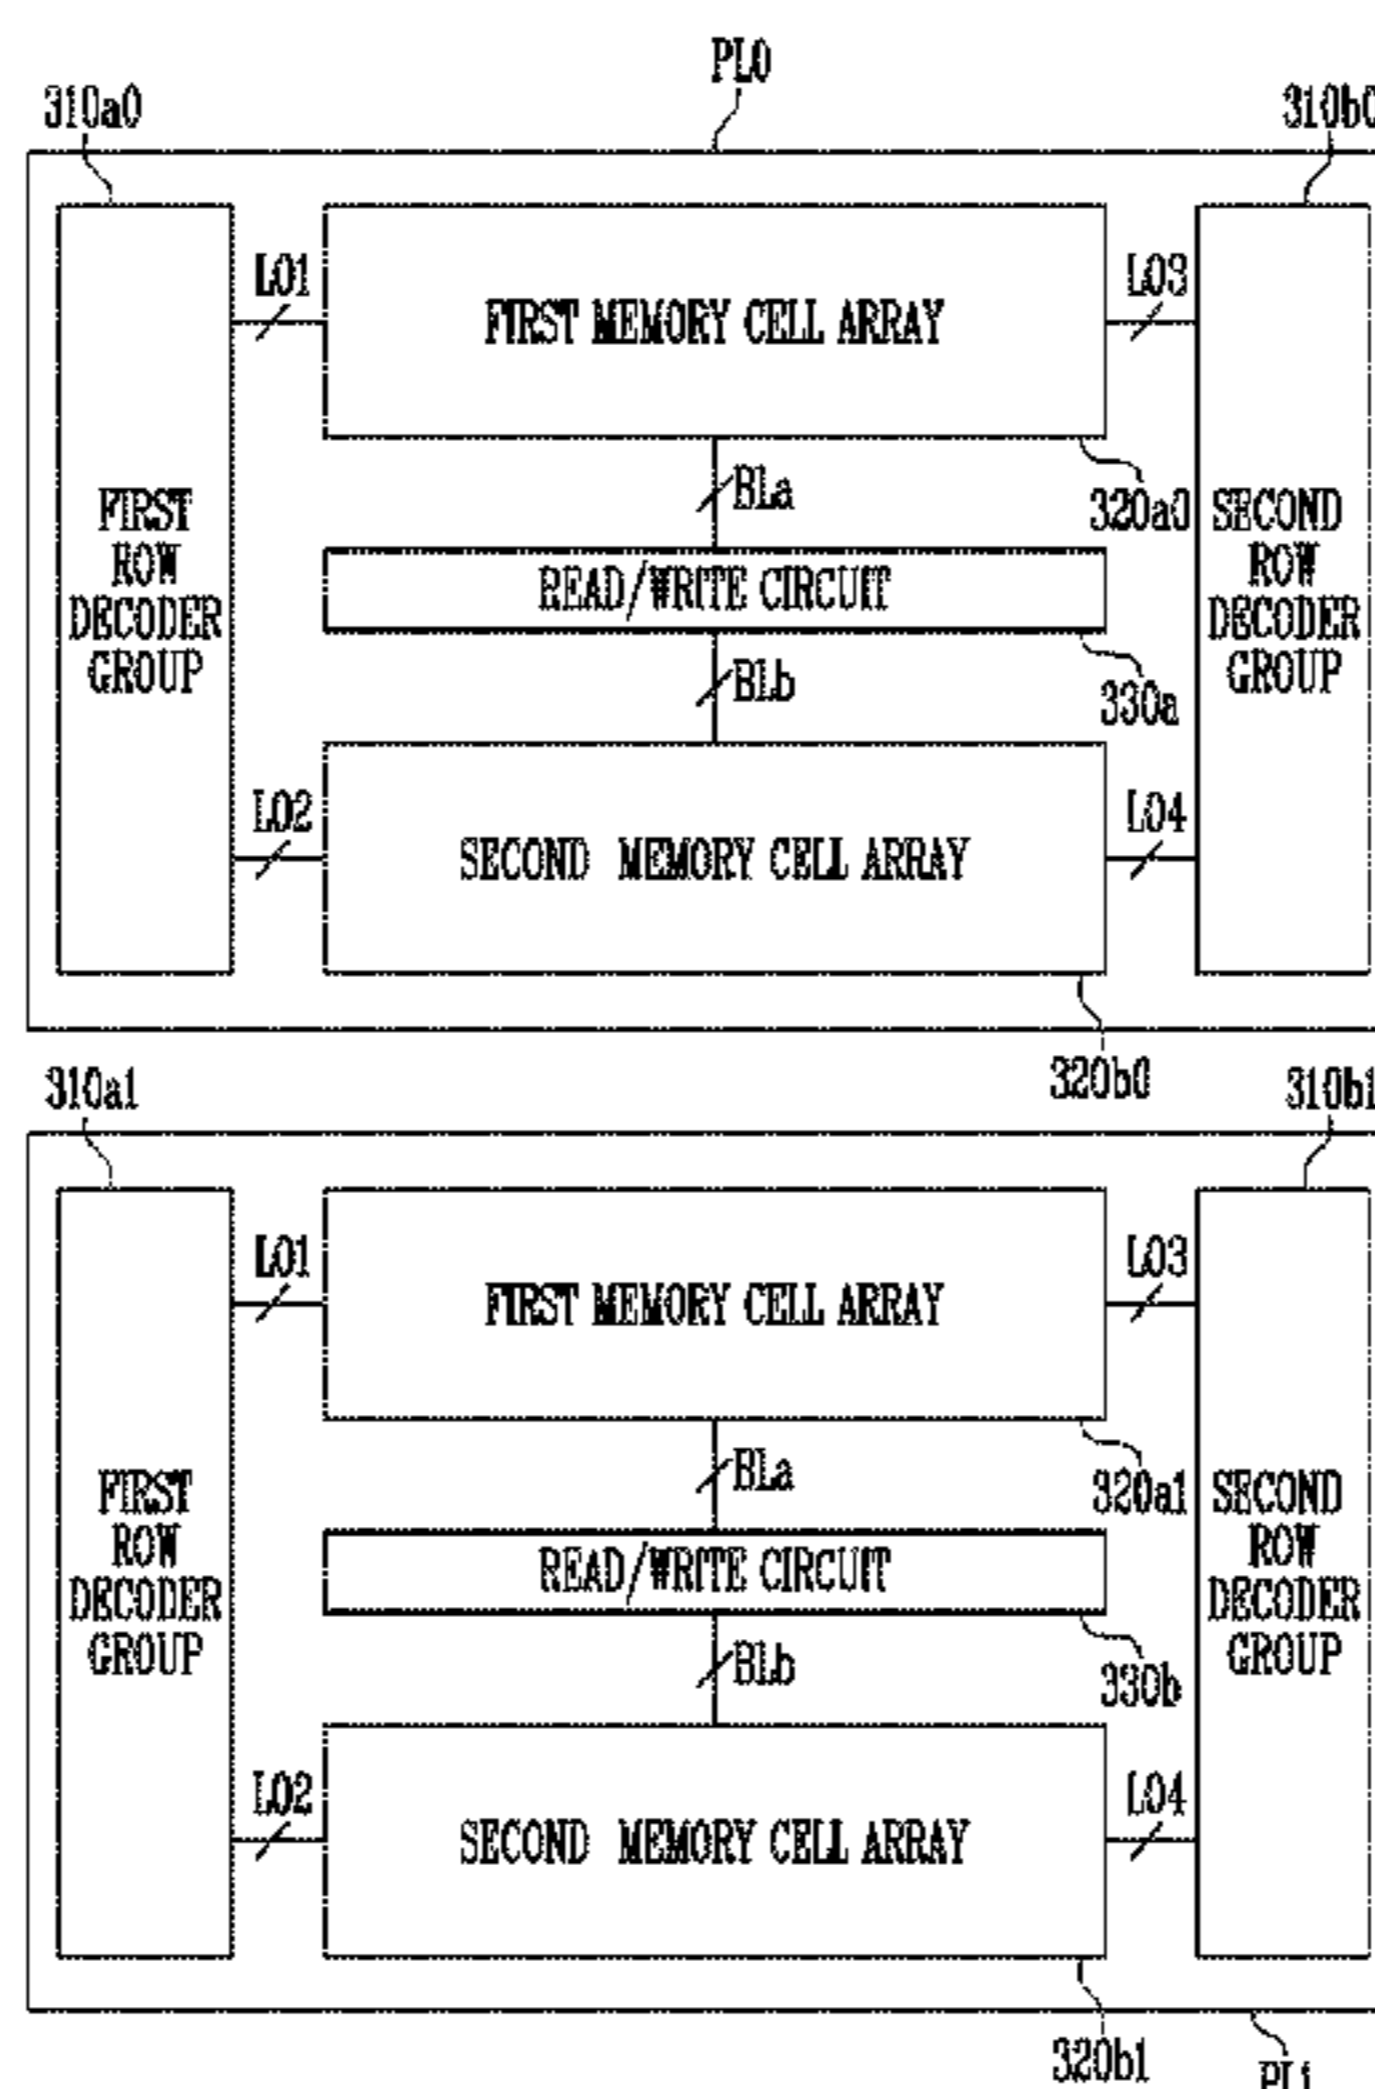 PL0
310a0
310b0
LO1
LO3
FIRST MEMORY CELL ARRAY
BLa
320a0
FIRST
ROW
DECODER
GROUP
SECOND
ROW
DECODER
GROUP
READ/WRITE CIRCUIT
BLb
330a
LO2
LO4
SECOND MEMORY CELL ARRAY
320b0
310a1
310b1
LO1
LO3
FIRST MEMORY CELL ARRAY
BLa
320a1
FIRST
ROW
DECODER
GROUP
SECOND
ROW
DECODER
GROUP
READ/WRITE CIRCUIT
BLb
330b
LO2
LO4
SECOND MEMORY CELL ARRAY
320b1
PL1